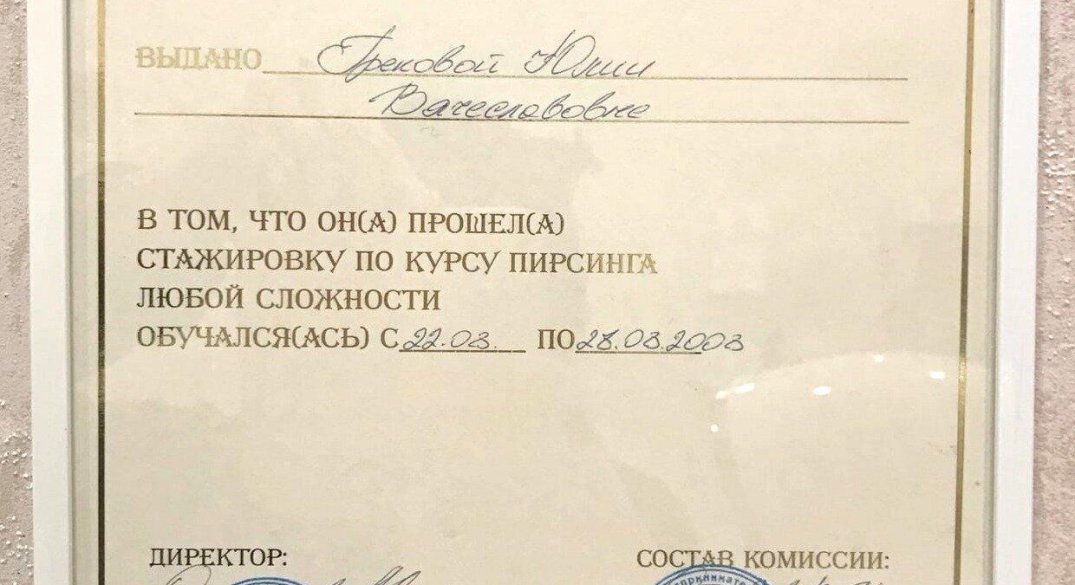 ВЫДАНО Грековой Юлии
Вачеславовне
В ТОМ, ЧТО ОН(А) ПРОШЕЛ(А)
СТАЖИРОВКУ ПО КУРСУ ПИРСИНГА
ЛЮБОЙ СЛОЖНОСТИ
ОБУЧАЛСЯ(АСЬ) С 22.03. ПО 28.03.2003
ДИРЕКТОР: СОСТАВ КОМИССИИ: